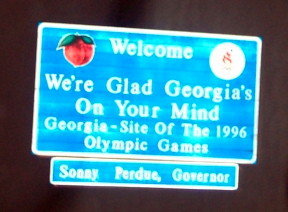 Welcome
We're Glad Georgia's
On Your Mind
Georgia-Site Of The 1996
Olympic Games
Sonny Perdue, Governor